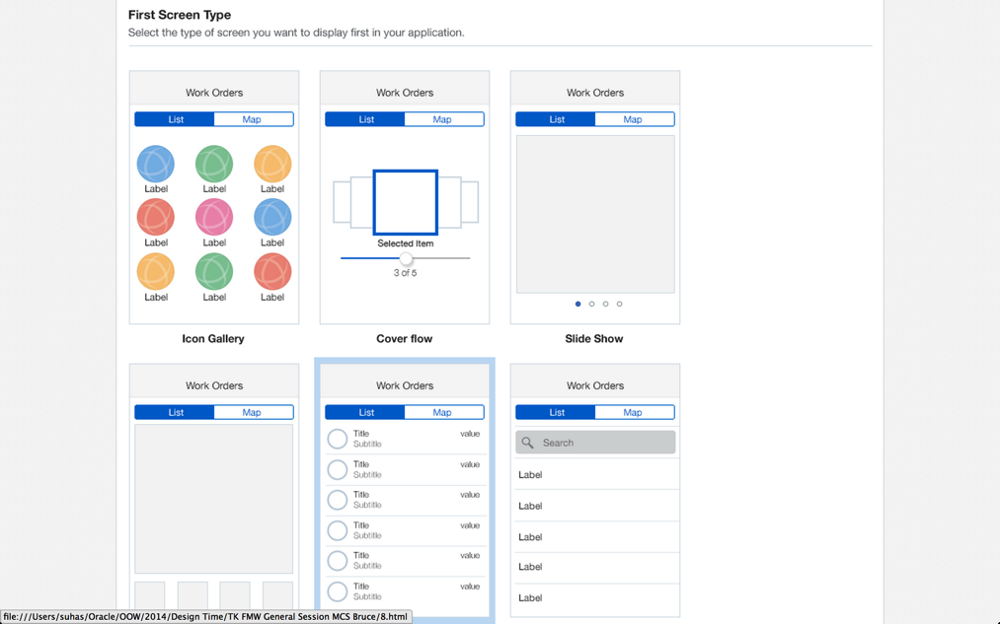 First Screen Type
Select the type of screen you want to display first in your application.
Work Orders
List Map
Label Label Label
Label Label Label
Label Label Label
Icon Gallery
Work Orders
List Map
Selected Item
3 of 5
Cover flow
Work Orders
List Map
Slide Show
Work Orders
List Map
Work Orders
List Map
Title value
Subtitle
Title value
Subtitle
Title value
Subtitle
Title value
Subtitle
Title value
Subtitle
Title value
Subtitle
Work Orders
List Map
Search
Label
Label
Label
Label
Label
file:///Users/suhas/Oracle/OOW/2014/Design Time/TK FMW General Session MCS Bruce/8.html